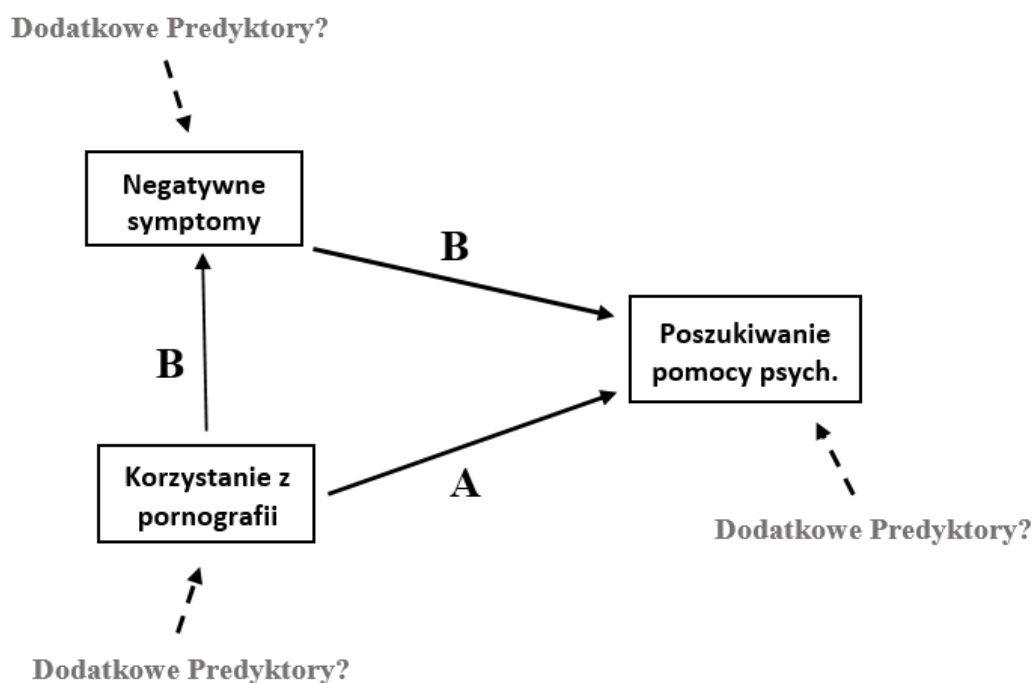 Dodatkowe Predyktory?
Negatywne
symptomy
B
B
Poszukiwanie
pomocy psych.
A
Korzystanie z
pornografii
Dodatkowe Predyktory?
Dodatkowe Predyktory?